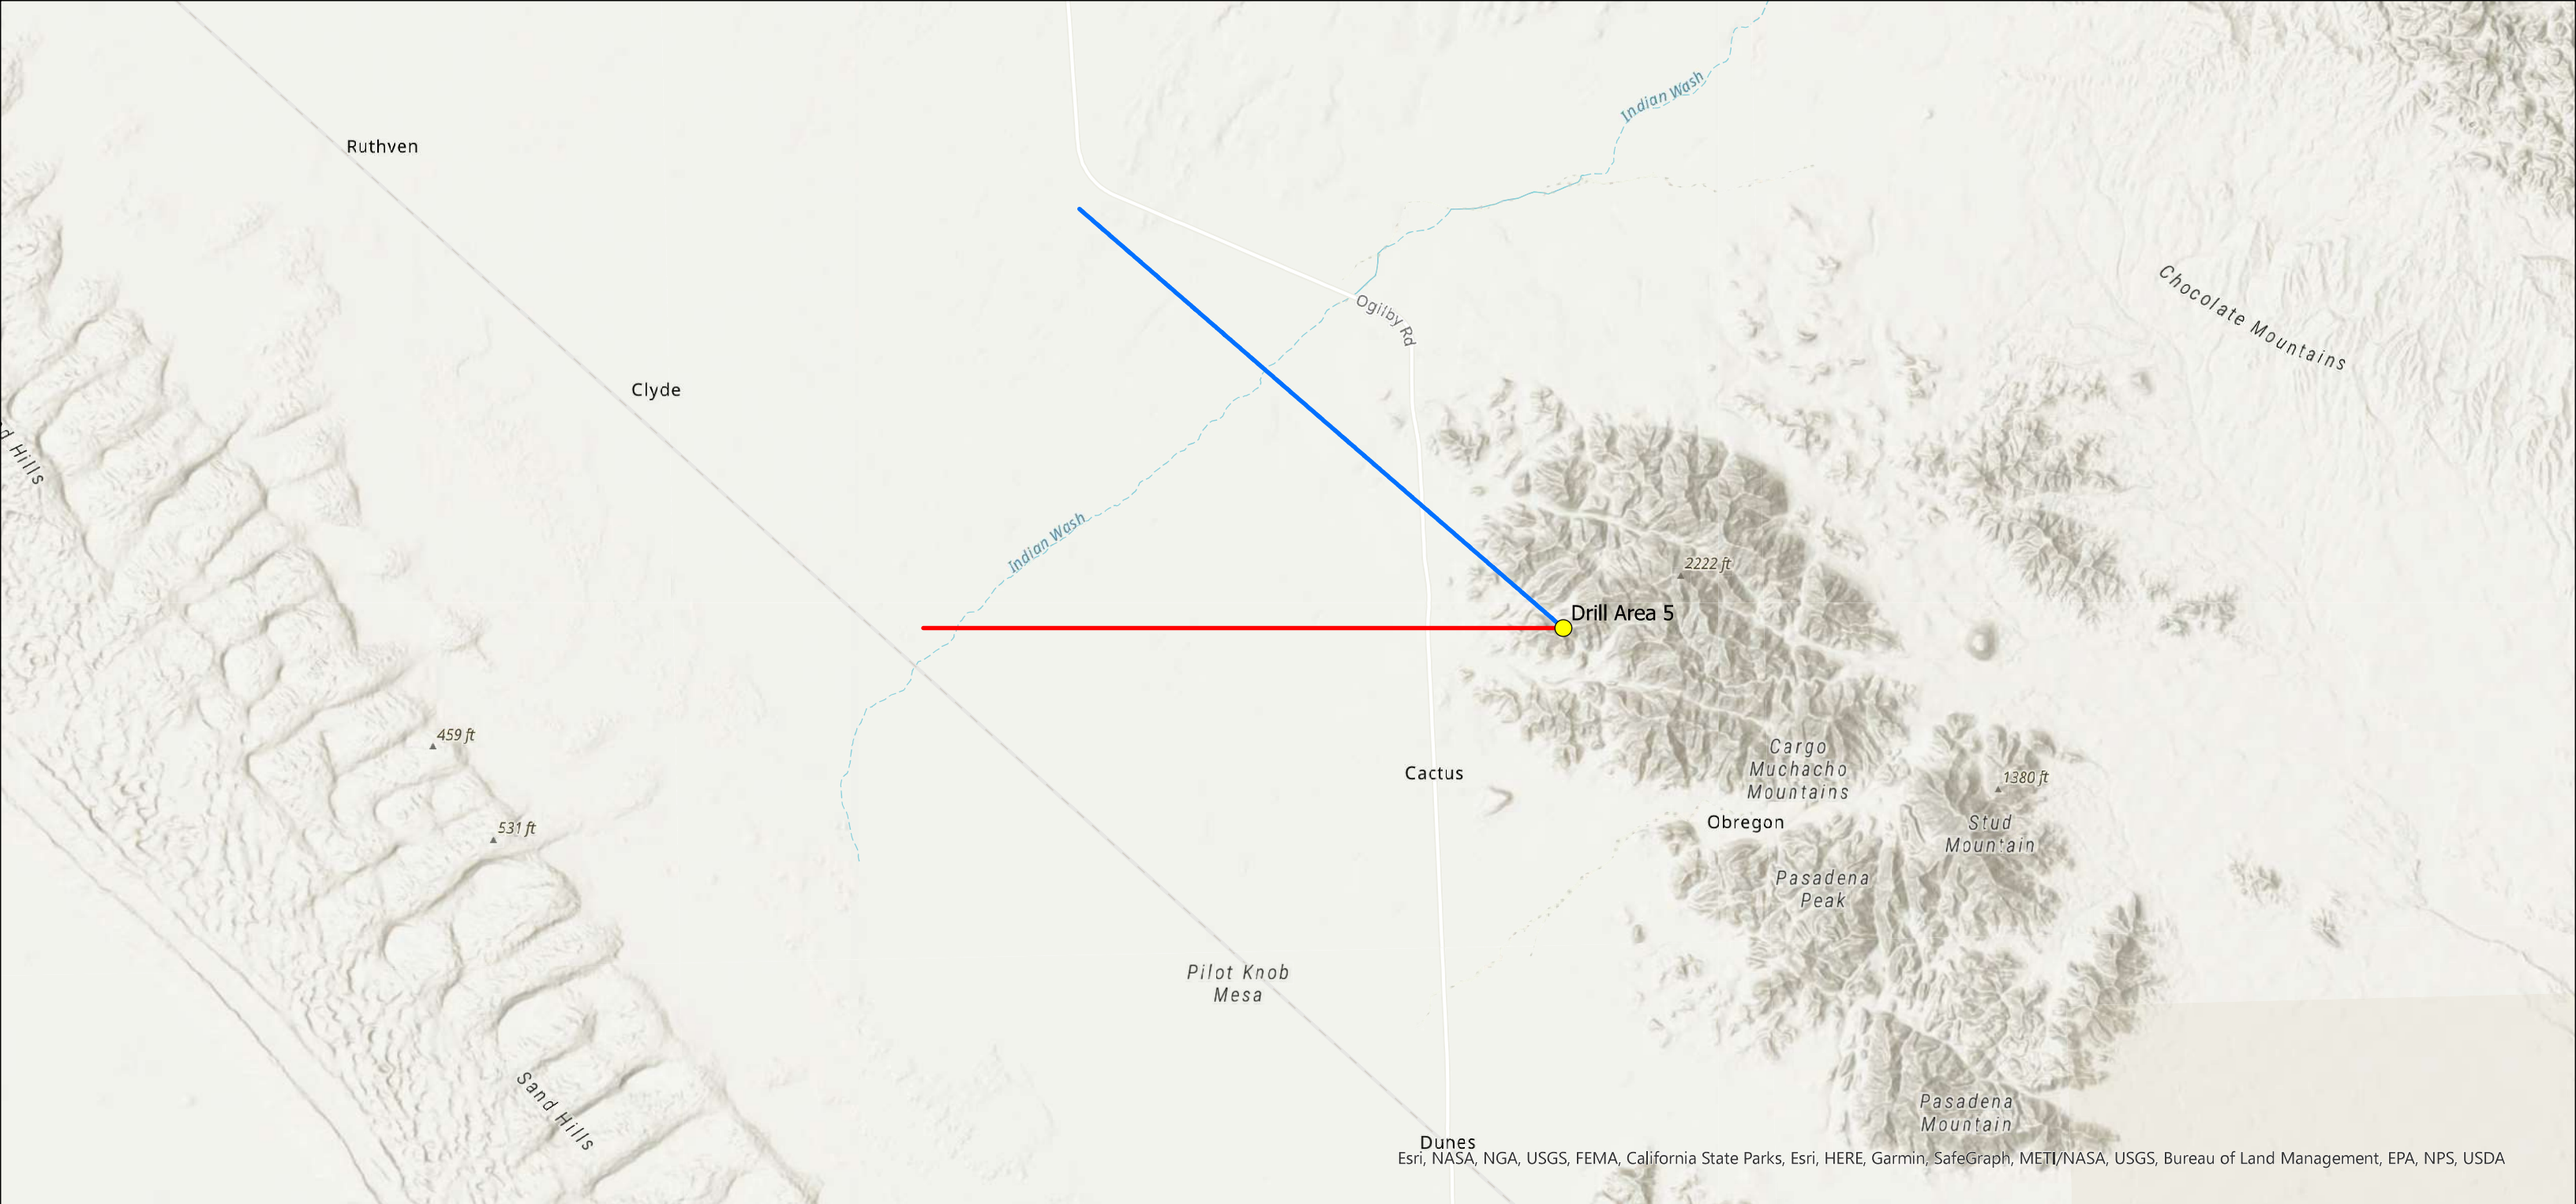 Indian Wash
Ruthven
Chocolate Mountains
Ogilby Rd
Clyde
d Hills
Indian Wash
2222 ft
Drill Area 5
459 ft
Cargo
Muchacho
Mountains
Cactus
1380 ft
Obregon
Stud
Mountain
531 ft
Pasadena
Peak
Pilot Knob
Mesa
Sand Hills
Pasadena
Mountain
Dunes
Esri, NASA, NGA, USGS, FEMA, California State Parks, Esri, HERE, Garmin, SafeGraph, METI/NASA, USGS, Bureau of Land Management, EPA, NPS, USDA